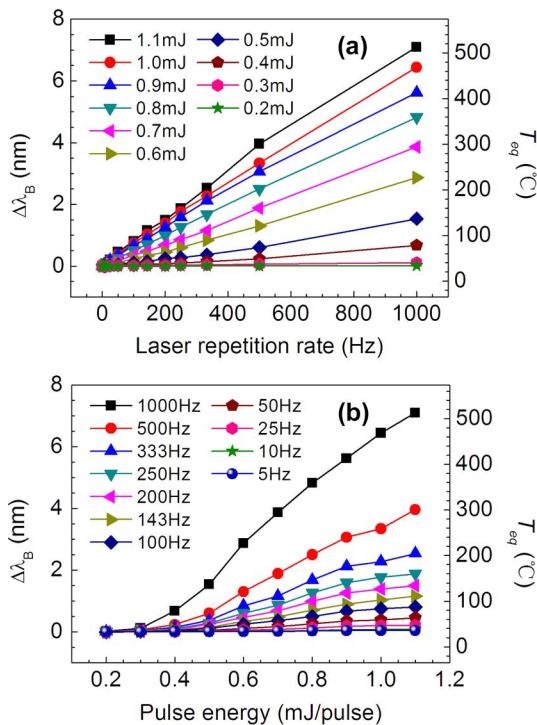 (a)
1.1mJ 0.5mJ
1.0mJ 0.4mJ
0.9mJ 0.3mJ
0.8mJ 0.2mJ
0.7mJ
0.6mJ
8
6
4
2
0
Δλ_B (nm)
500
400
300
200
100
0
T_eq (℃)
0 200 400 600 800 1000
Laser repetition rate (Hz)
(b)
1000Hz 50Hz
500Hz 25Hz
333Hz 10Hz
250Hz 5Hz
200Hz
143Hz
100Hz
8
6
4
2
0
Δλ_B (nm)
500
400
300
200
100
0
T_eq (℃)
0.2 0.4 0.6 0.8 1.0 1.2
Pulse energy (mJ/pulse)